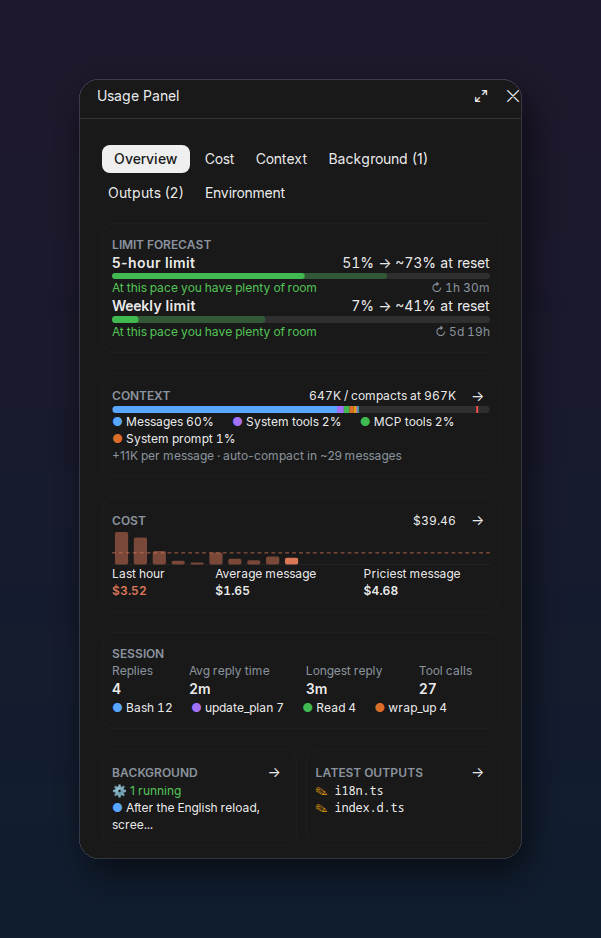 Usage Panel
Overview Cost Context Background (1)
Outputs (2) Environment
LIMIT FORECAST
5-hour limit 51% → ~73% at reset
At this pace you have plenty of room ↻ 1h 30m
Weekly limit 7% → ~41% at reset
At this pace you have plenty of room ↻ 5d 19h
CONTEXT 647K / compacts at 967K →
Messages 60% System tools 2% MCP tools 2%
System prompt 1%
+11K per message · auto-compact in ~29 messages
COST $39.46 →
Last hour Average message Priciest message
$3.52 $1.65 $4.68
SESSION
Replies Avg reply time Longest reply Tool calls
4 2m 3m 27
Bash 12 update_plan 7 Read 4 wrap_up 4
BACKGROUND →
1 running
After the English reload,
scree...
LATEST OUTPUTS →
i18n.ts
index.d.ts